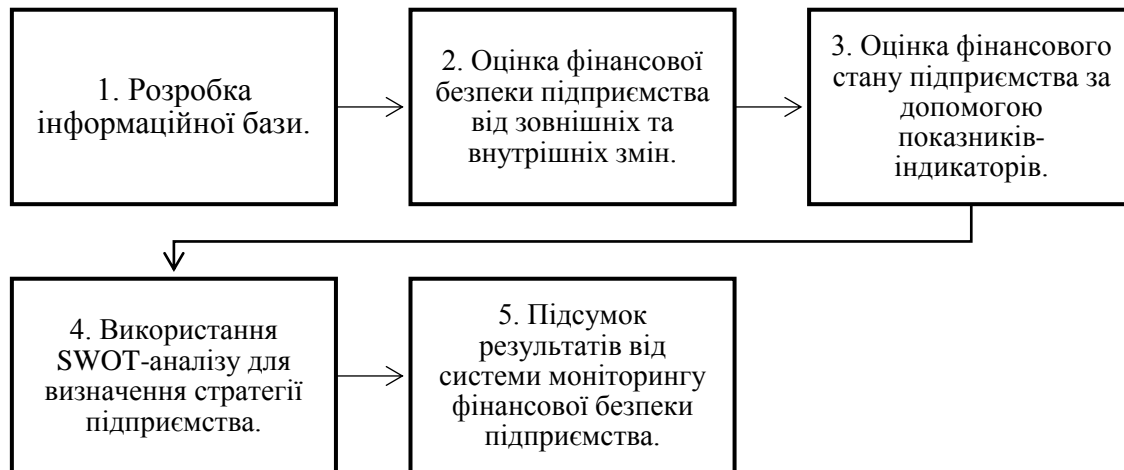 1. Розробка
інформаційної бази.
2. Оцінка фінансової
безпеки підприємства
від зовнішніх та
внутрішніх змін.
3. Оцінка фінансового
стану підприємства за
допомогою
показників-
індикаторів.
4. Використання
SWOT-аналізу для
визначення стратегії
підприємства.
5. Підсумок
результатів від
системи моніторингу
фінансової безпеки
підприємства.